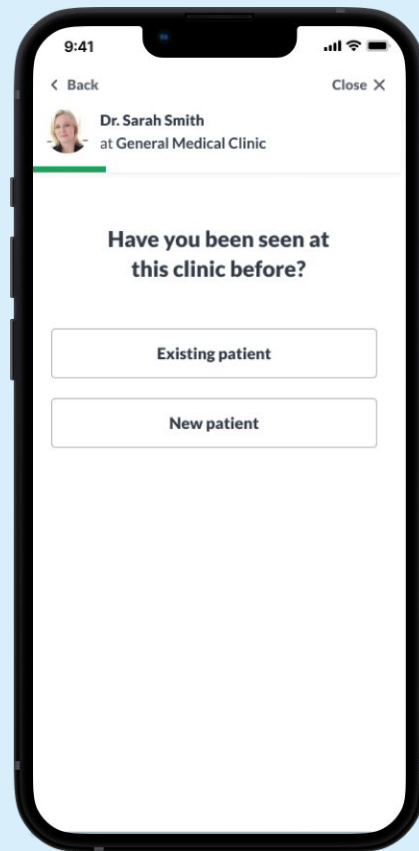 9:41
< Back
Close X
Dr. Sarah Smith
at General Medical Clinic
Have you been seen at
this clinic before?
Existing patient
New patient